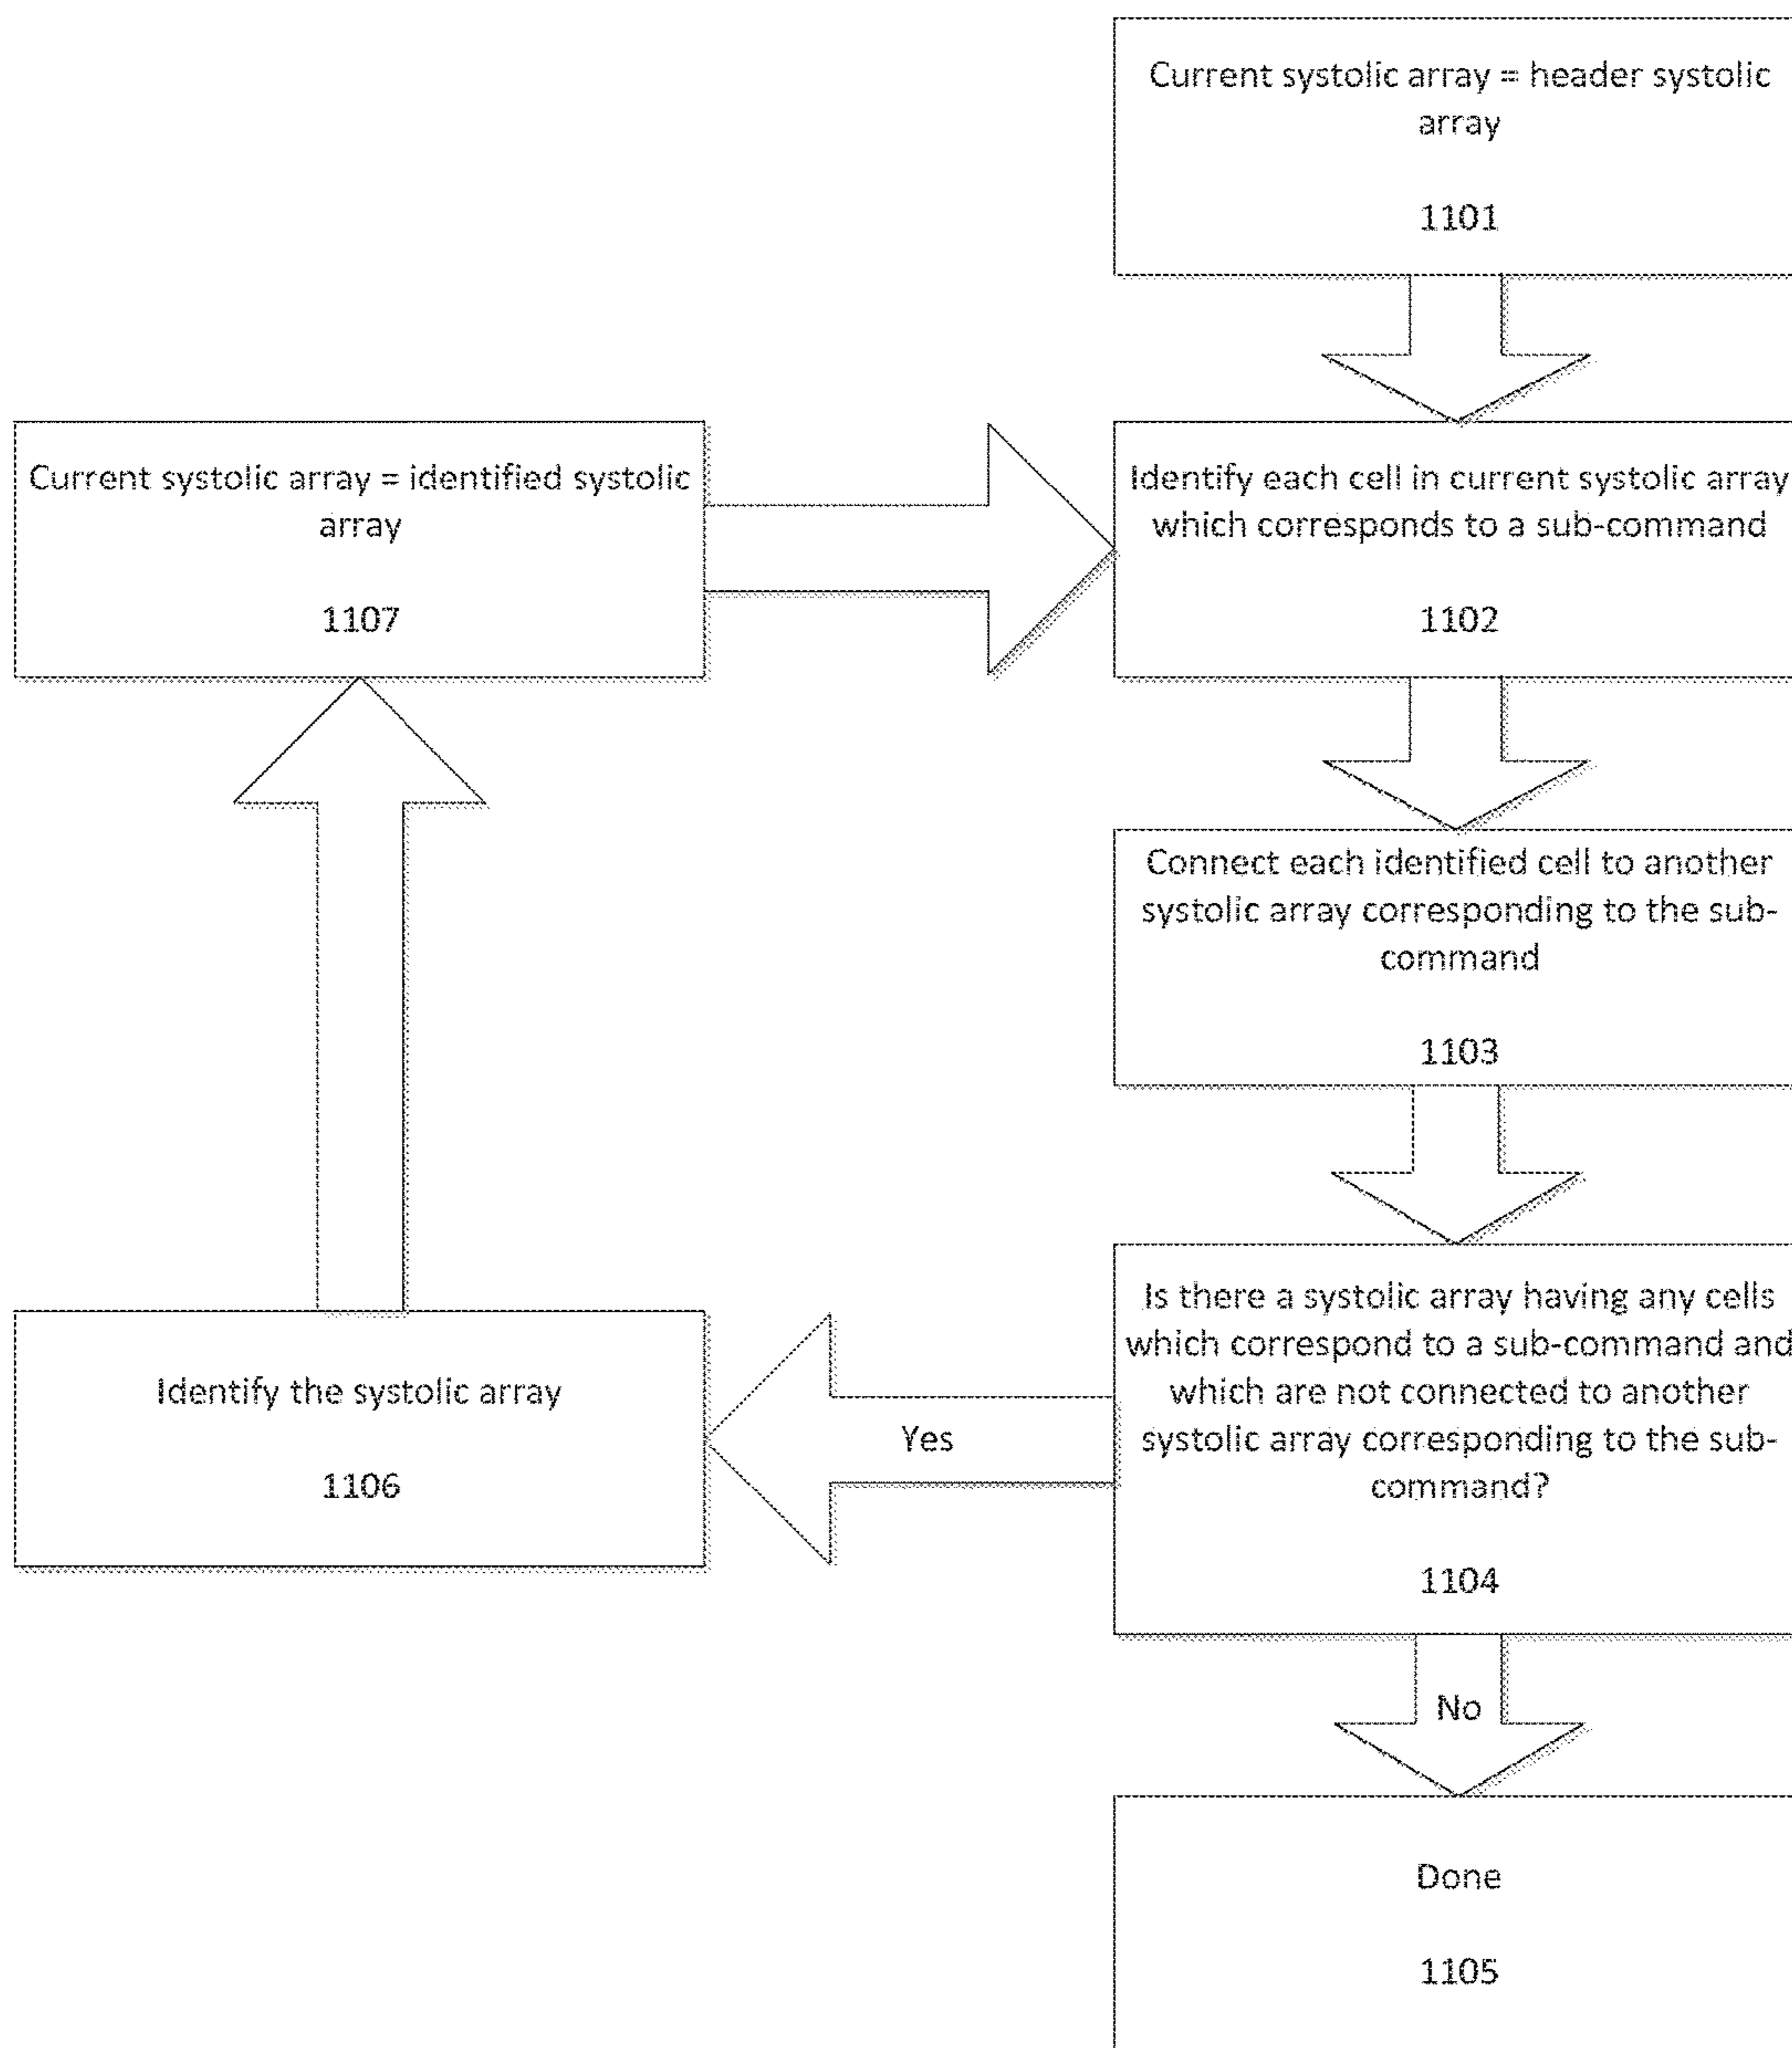 Current systolic array = header systolic
array
1101
Current systolic array = identified systolic
array
1107
Identify each cell in current systolic array
which corresponds to a sub-command
1102
Connect each identified cell to another
systolic array corresponding to the sub-
command
1103
Is there a systolic array having any cells
which correspond to a sub-command and
which are not connected to another
systolic array corresponding to the sub-
command?
1104
Yes
Identify the systolic array
1106
No
Done
1105